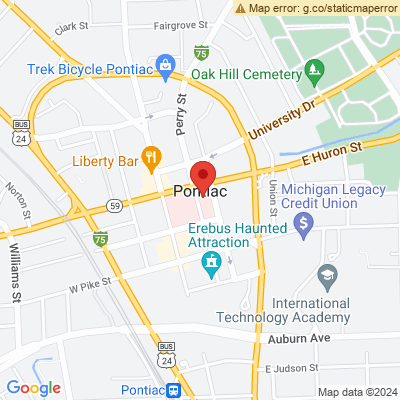 Map error: g.co/staticmaperror
Fairgrove St
Clark St
75
Trek Bicycle Pontiac
Oak Hill Cemetery
Perry St
University Dr
BUS
24
Liberty Bar
E Huron St
Pontiac
Norton St
59
Union St
Michigan Legacy
Credit Union
75
Erebus Haunted
Attraction
Williams St
W Pike St
International
Technology Academy
Auburn Ave
BUS
24
BUS
24
E Judson St
Google
Pontiac
Map data ©2024